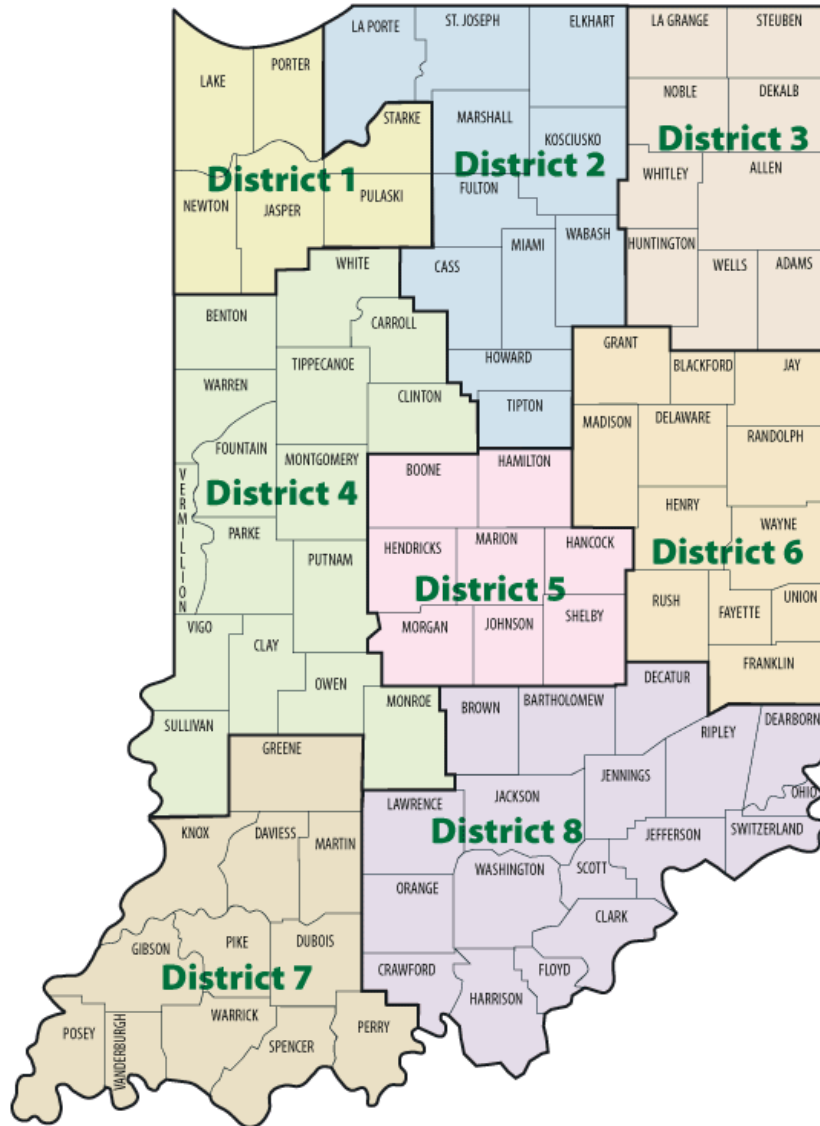 LA PORTE
ST. JOSEPH
ELKHART
LA GRANGE
STEUBEN
LAKE
PORTER
NOBLE
DEKALB
STARKE
MARSHALL
KOSCIUSKO
District 3
District 2
WHITLEY
ALLEN
District 1
FULTON
NEWTON
JASPER
PULASKI
WABASH
MIAMI
HUNTINGTON
WHITE
CASS
WELLS
ADAMS
BENTON
CARROLL
GRANT
HOWARD
TIPPECANOE
BLACKFORD
JAY
WARREN
CLINTON
TIPTON
MADISON
DELAWARE
RANDOLPH
FOUNTAIN
MONTGOMERY
BOONE
HAMILTON
VERMILLION
District 4
HENRY
WAYNE
PARKE
HENDRICKS
MARION
HANCOCK
District 6
PUTNAM
District 5
RUSH
UNION
FAYETTE
VIGO
MORGAN
JOHNSON
SHELBY
CLAY
FRANKLIN
OWEN
DECATUR
MONROE
BROWN
BARTHOLOMEW
SULLIVAN
RIPLEY
DEARBORN
GREENE
JENNINGS
OHIO
LAWRENCE
JACKSON
KNOX
DAVIESS
MARTIN
District 8
JEFFERSON
SWITZERLAND
WASHINGTON
SCOTT
ORANGE
CLARK
GIBSON
PIKE
DUBOIS
District 7
CRAWFORD
FLOYD
HARRISON
POSEY
VANDERBURGH
WARRICK
SPENCER
PERRY